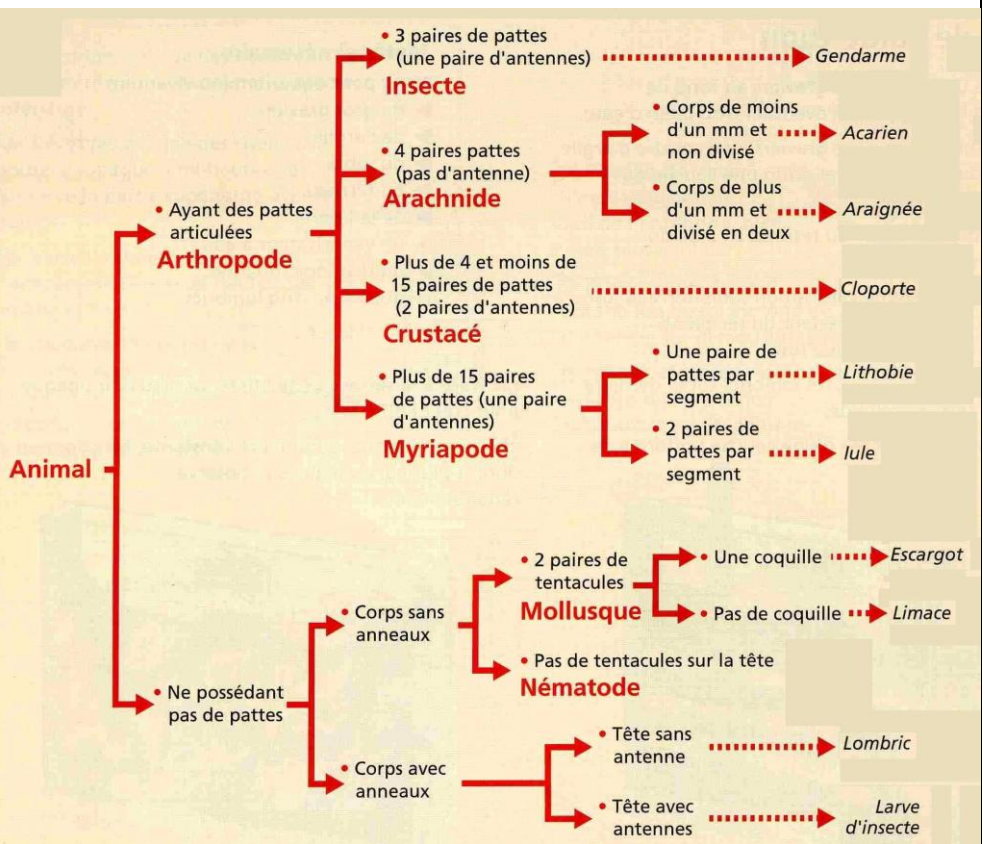 • 3 paires de pattes
(une paire d'antennes)
Insecte
Gendarme
• 4 paires pattes
(pas d'antenne)
Arachnide
• Corps de moins
d'un mm et
non divisé
Acarien
• Corps de plus
d'un mm et
divisé en deux
Araignée
• Ayant des pattes
articulées
Arthropode
• Plus de 4 et moins de
15 paires de pattes
(2 paires d'antennes)
Crustacé
Cloporte
• Plus de 15 paires
de pattes (une paire
d'antennes)
Myriapode
• Une paire de
pattes par
segment
Lithobie
• 2 paires de
pattes par
segment
Iule
Animal
• 2 paires de
tentacules
Mollusque
• Une coquille
Escargot
• Pas de coquille
Limace
• Corps sans
anneaux
• Pas de tentacules sur la tête
Nématode
• Ne possédant
pas de pattes
• Corps avec
anneaux
• Tête sans
antenne
Lombric
• Tête avec
antennes
Larve
d'insecte